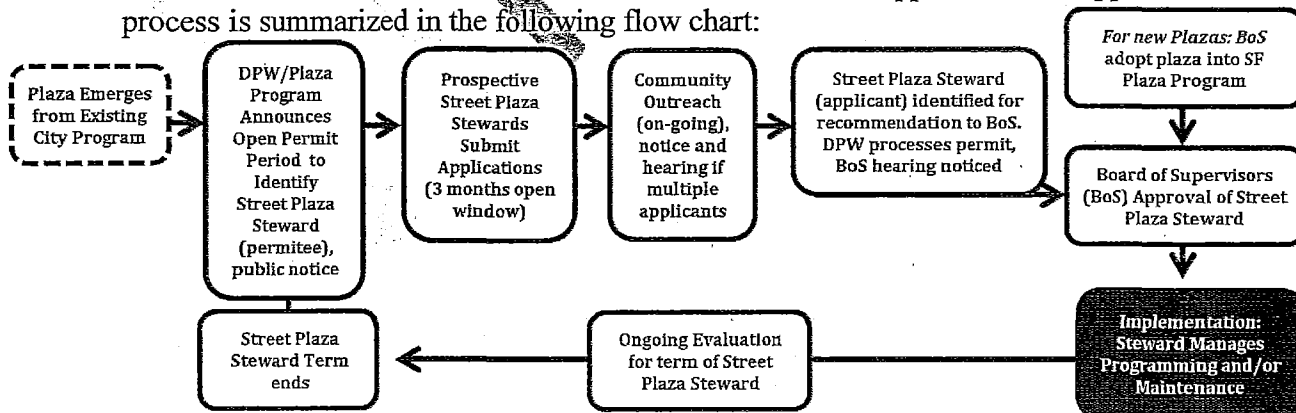 process is summarized in the following flow chart:
Plaza Emerges
from Existing
City Program
DPW/Plaza
Program
Announces
Open Permit
Period to
Identify
Street Plaza
Steward
(permitee),
public notice
Prospective
Street Plaza
Stewards
Submit
Applications
(3 months open
window)
Community
Outreach
(on-going),
notice and
hearing if
multiple
applicants
Street Plaza Steward
(applicant) identified for
recommendation to BoS.
DPW processes permit,
BoS hearing noticed
For new Plazas: BoS
adopt plaza into SF
Plaza Program
Board of Supervisors
(BoS) Approval of Street
Plaza Steward
Implementation:
Steward Manages
Programming and/or
Maintenance
Ongoing Evaluation
for term of Street
Plaza Steward
Street Plaza
Steward Term
ends